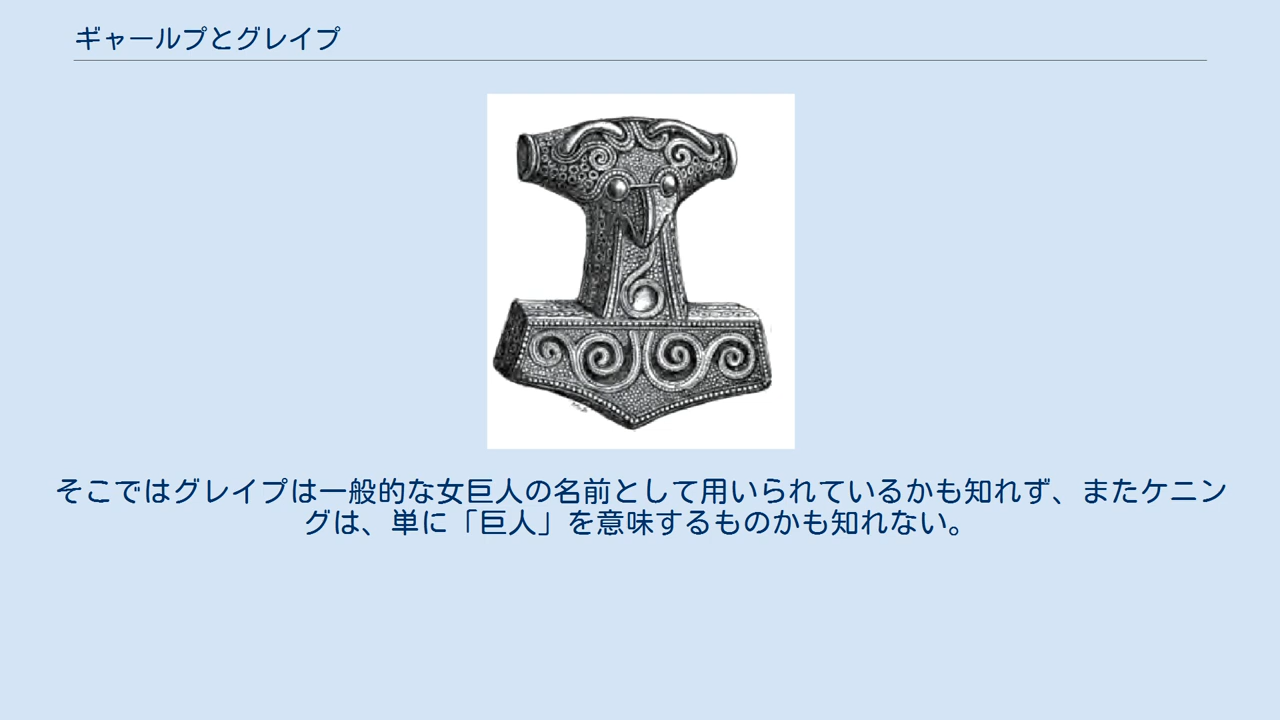 ギャールプとグレイプ
そこではグレイプは一般的な女巨人の名前として用いられているかも知れず、またケニン
グは、単に「巨人」を意味するものかも知れない。